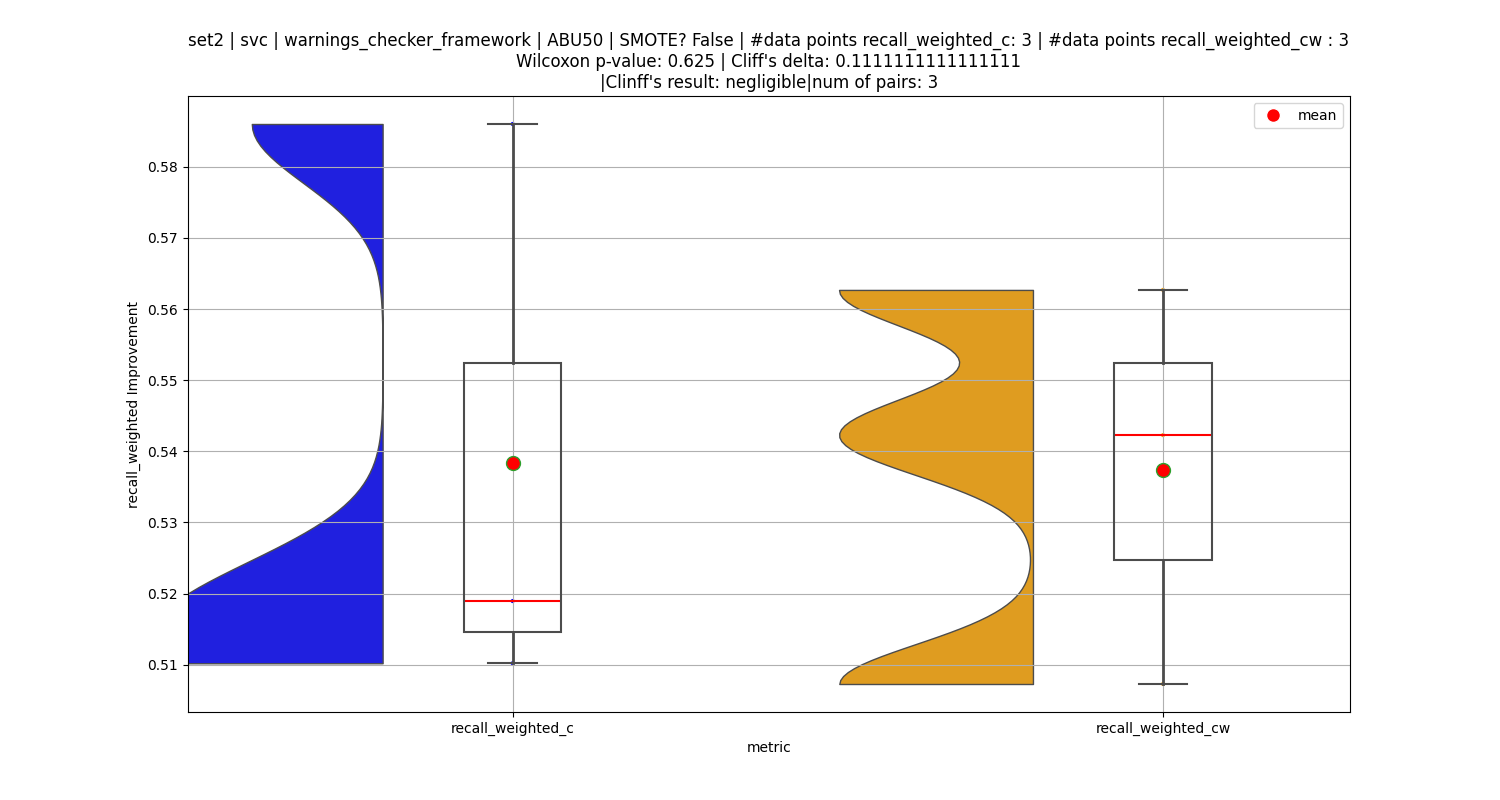 set2 | svc | warnings_checker_framework | ABU50 | SMOTE? False | #data points recall_weighted_c: 3 | #data points recall_weighted_cw : 3
Wilcoxon p-value: 0.625 | Cliff's delta: 0.1111111111111111
|Clinff's result: negligible|num of pairs: 3
mean
0.58
0.57
0.56
0.55
0.54
0.53
0.52
0.51
recall_weighted Improvement
recall_weighted_c
recall_weighted_cw
metric